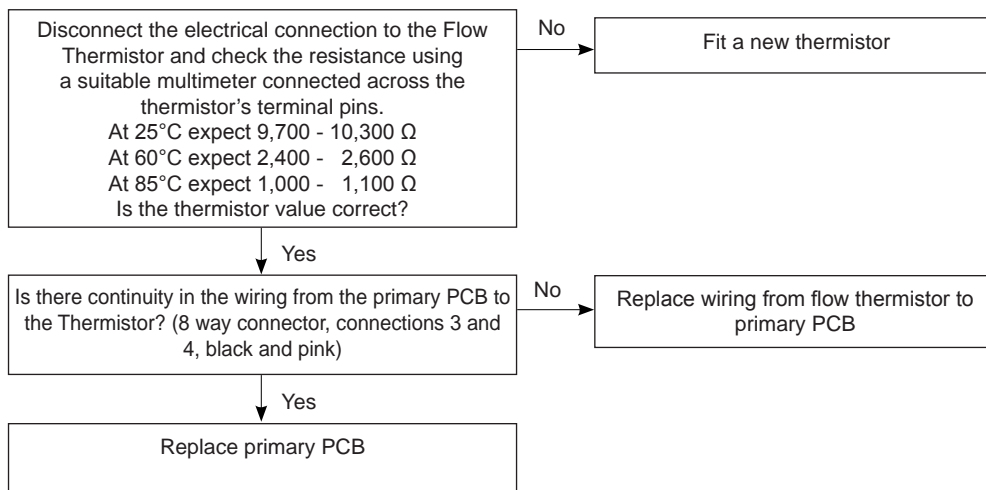 Disconnect the electrical connection to the Flow
Thermistor and check the resistance using
a suitable multimeter connected across the
thermistor’s terminal pins.
At 25°C expect 9,700 - 10,300 Ω
At 60°C expect 2,400 - 2,600 Ω
At 85°C expect 1,000 - 1,100 Ω
Is the thermistor value correct?
No
Fit a new thermistor
Yes
Is there continuity in the wiring from the primary PCB to
the Thermistor? (8 way connector, connections 3 and
4, black and pink)
No
Replace wiring from flow thermistor to
primary PCB
Yes
Replace primary PCB